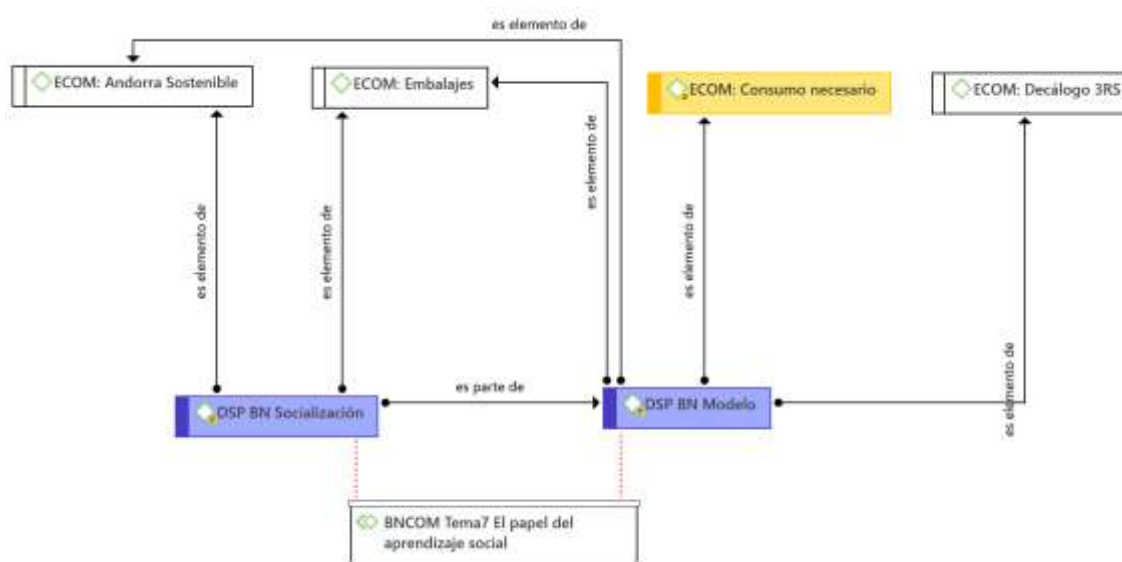 es elemento de
ECOM: Andorra Sostenible
ECOM: Embalajes
ECOM: Consumo necesario
ECOM: Decálogo 3RS
es elemento de
es elemento de
es elemento de
es elemento de
es elemento de
es parte de
DSP BN Socialización
DSP BN Modelo
BNCOM Tema7 El papel del
aprendizaje social